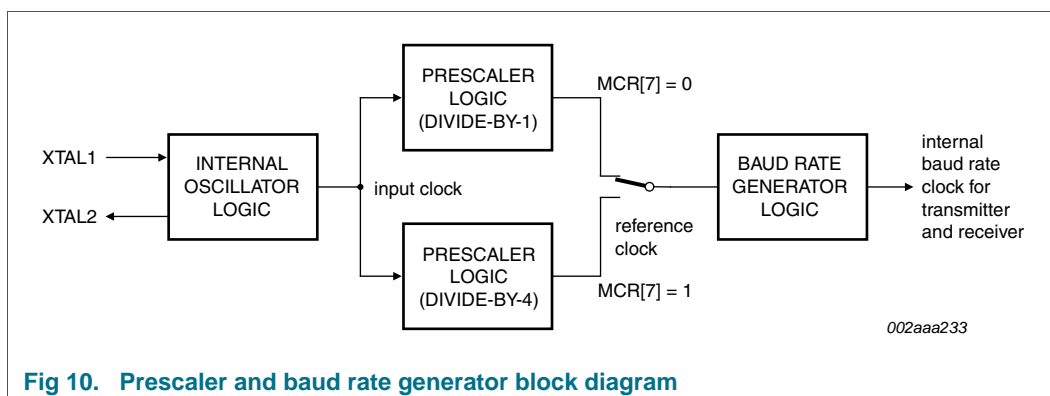 PRESCALER
LOGIC
(DIVIDE-BY-1)
MCR[7] = 0
XTAL1
XTAL2
INTERNAL
OSCILLATOR
LOGIC
input clock
BAUD RATE
GENERATOR
LOGIC
internal
baud rate
clock for
transmitter
and receiver
reference
clock
PRESCALER
LOGIC
(DIVIDE-BY-4)
MCR[7] = 1
002aaa233
Fig 10. Prescaler and baud rate generator block diagram